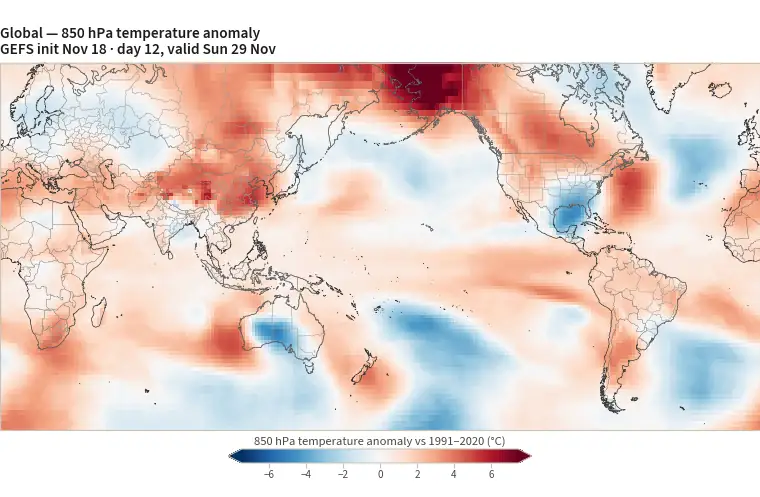 Global — 850 hPa temperature anomaly
GEFS init Nov 18 · day 12, valid Sun 29 Nov
850 hPa temperature anomaly vs 1991–2020 (°C)
−6 −4 −2 0 2 4 6